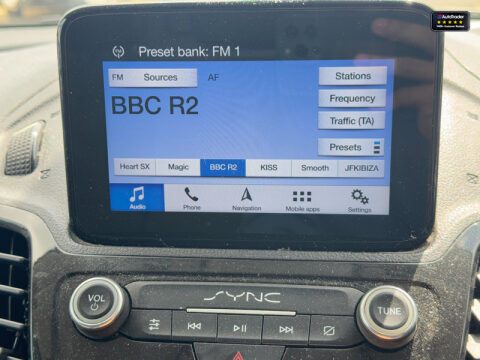 AutoTrader
Preset bank: FM 1
FM Sources AF
Stations
BBC R2
Frequency
Traffic (TA)
Presets
Heart SX Magic BBC R2 KISS Smooth JFKIBIZA
Audio Phone Navigation Mobile apps Settings
VOL
SYNC
TUNE